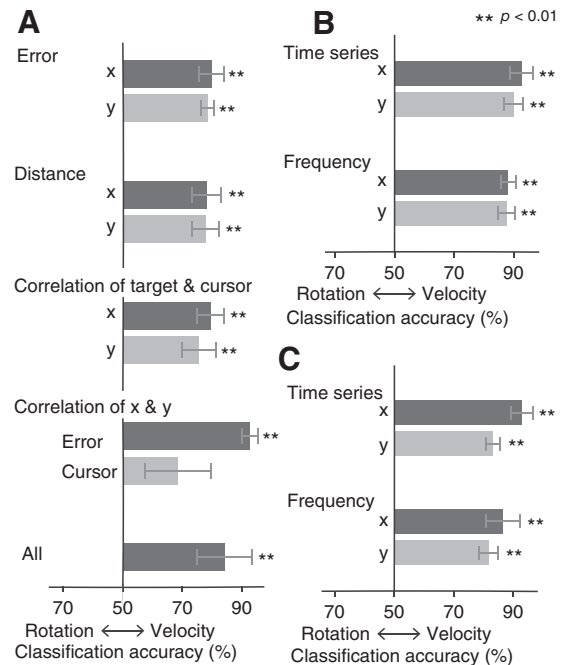 A
Error
x **
y **
Distance
x **
y **
Correlation of target & cursor
x **
y **
Correlation of x & y
Error **
Cursor
All **
70 50 70 90
Rotation ⟷ Velocity
Classification accuracy (%)
B
** p < 0.01
Time series
x **
y **
Frequency
x **
y **
70 50 70 90
Rotation ⟷ Velocity
Classification accuracy (%)
C
Time series
x **
y **
Frequency
x **
y **
70 50 70 90
Rotation ⟷ Velocity
Classification accuracy (%)